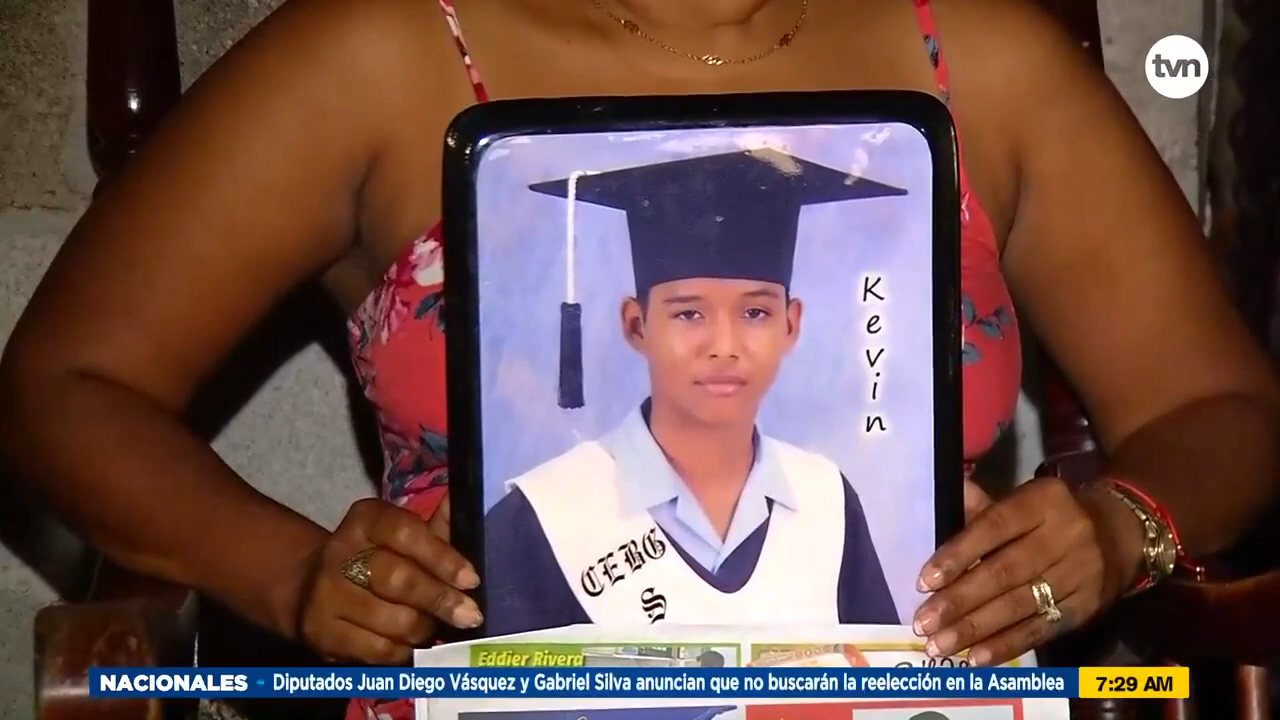 tvn
Kevin
CEBG
S
Eddier Rivera
NACIONALES - Diputados Juan Diego Vásquez y Gabriel Silva anuncian que no buscarán la reelección en la Asamblea
7:29 AM